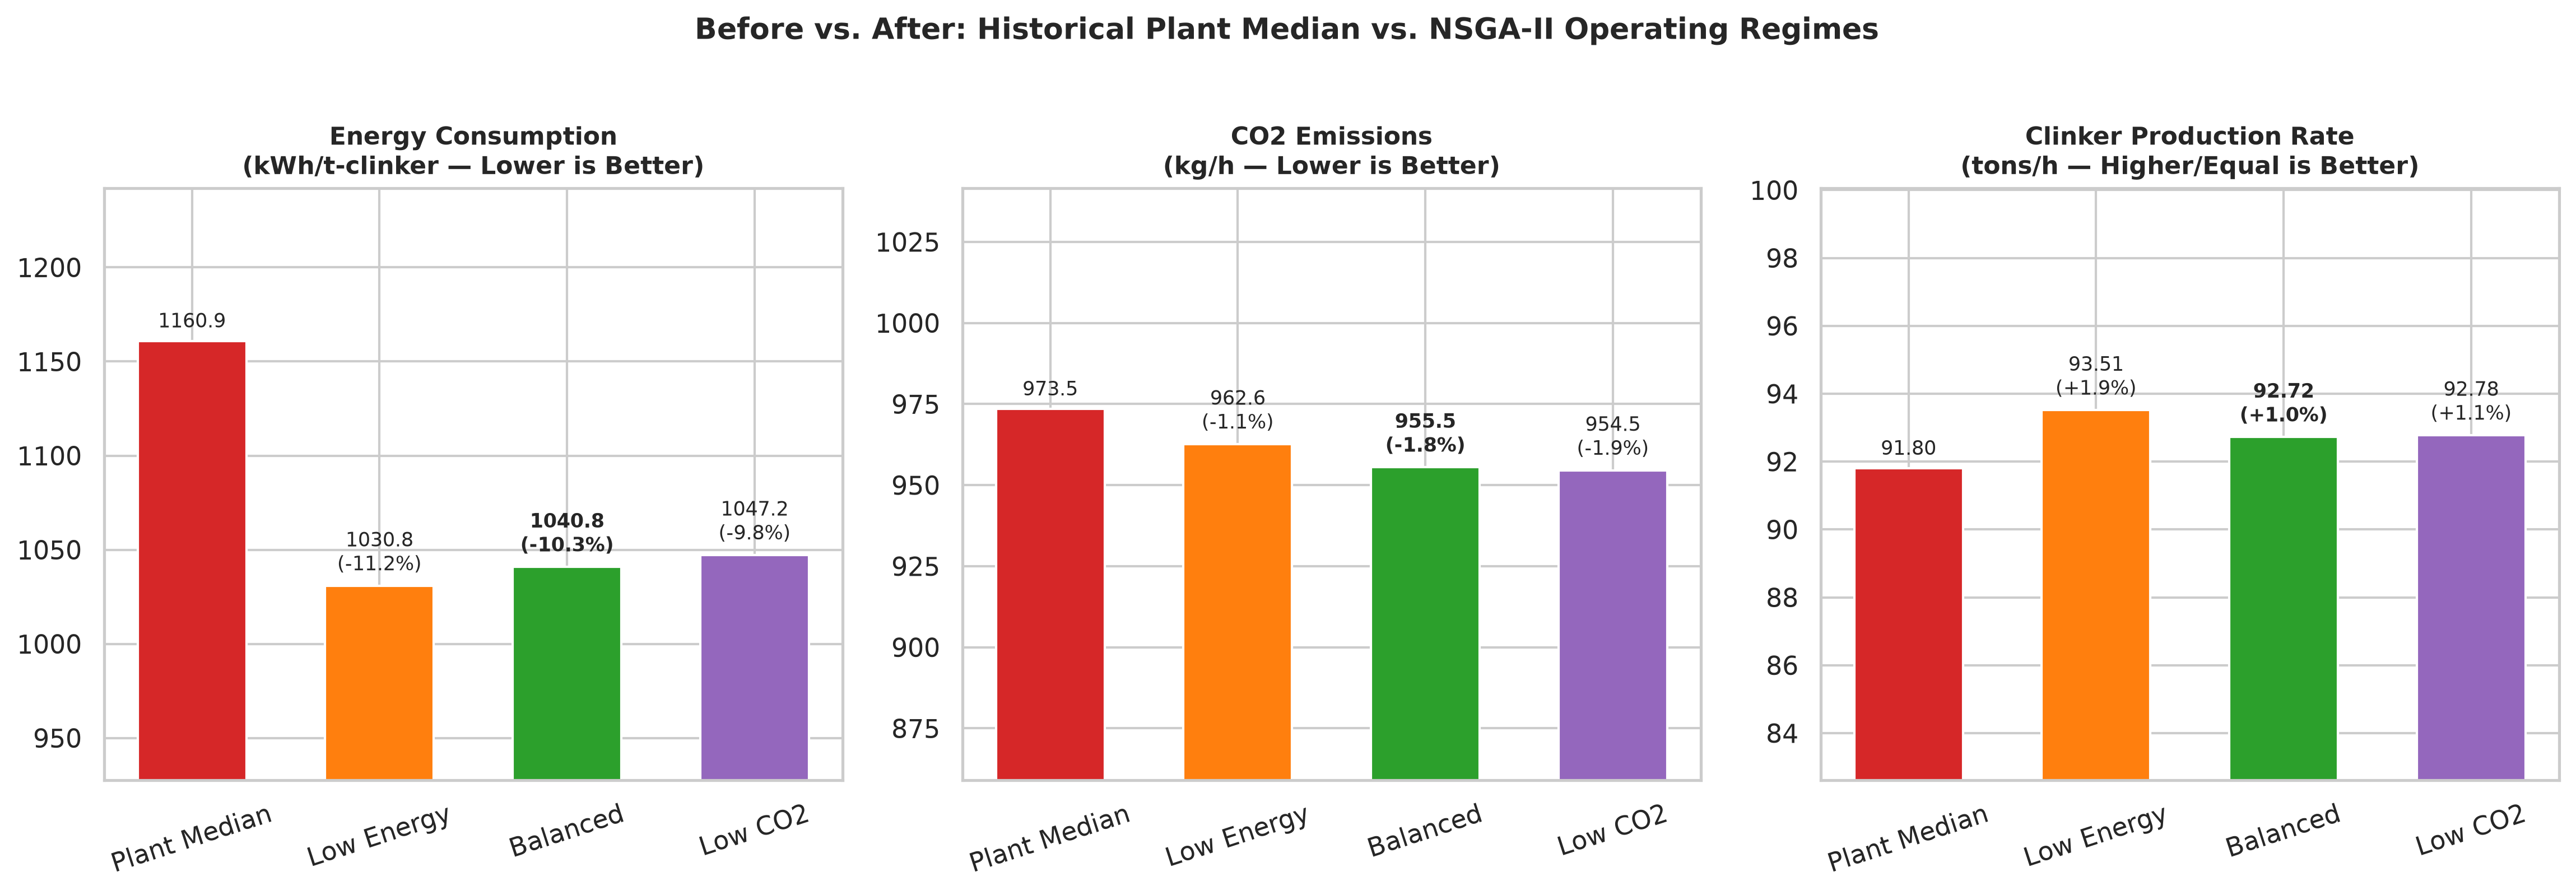 Before vs. After: Historical Plant Median vs. NSGA-II Operating Regimes
Energy Consumption
(kWh/t-clinker — Lower is Better)
1200
1150
1100
1050
1000
950
1160.9
1030.8
(-11.2%)
1040.8
(-10.3%)
1047.2
(-9.8%)
Plant Median
Low Energy
Balanced
Low CO2
CO2 Emissions
(kg/h — Lower is Better)
1025
1000
975
950
925
900
875
973.5
962.6
(-1.1%)
955.5
(-1.8%)
954.5
(-1.9%)
Plant Median
Low Energy
Balanced
Low CO2
Clinker Production Rate
(tons/h — Higher/Equal is Better)
100
98
96
94
92
90
88
86
84
91.80
93.51
(+1.9%)
92.72
(+1.0%)
92.78
(+1.1%)
Plant Median
Low Energy
Balanced
Low CO2